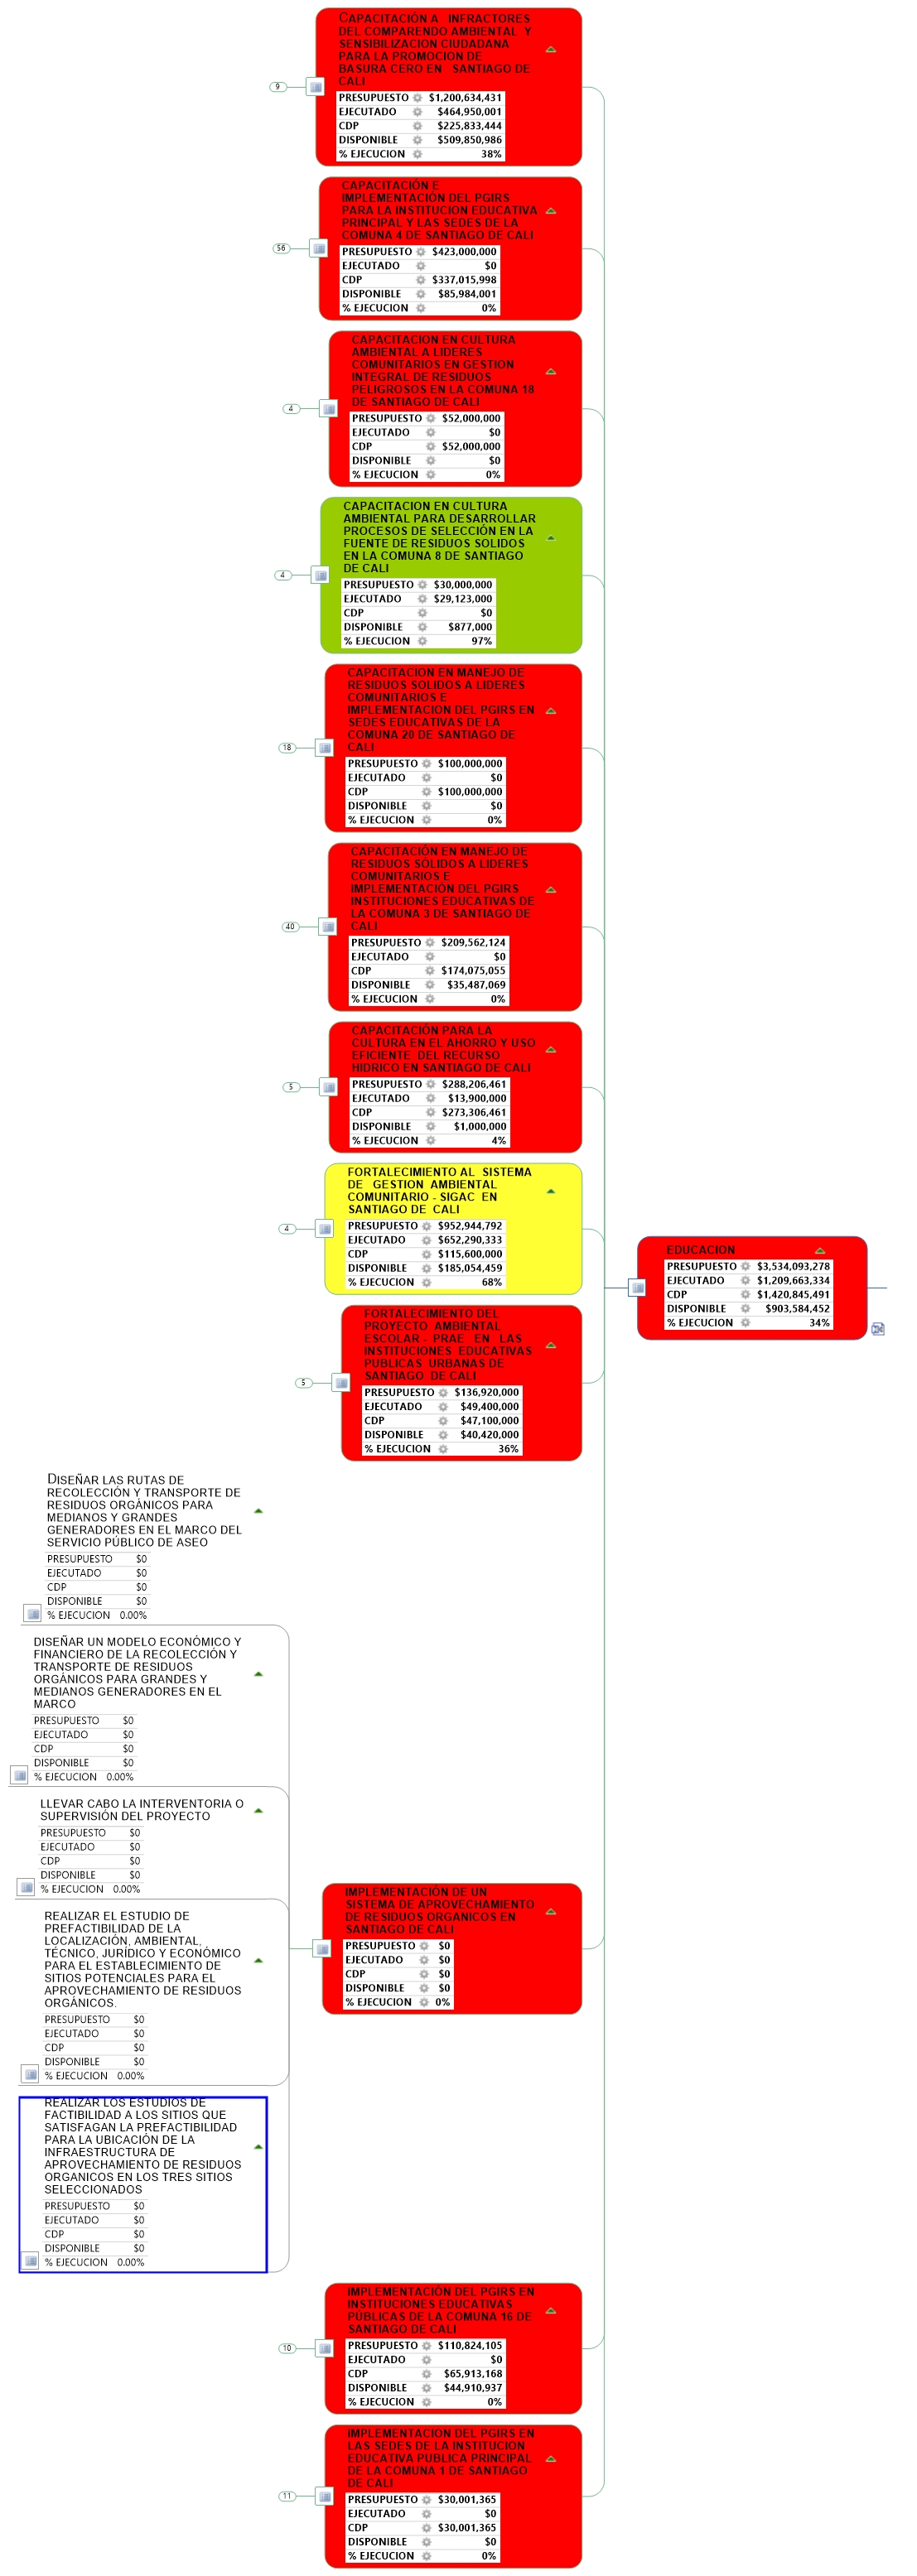 CAPACITACIÓN A INFRACTORES
DEL COMPARENDO AMBIENTAL Y
SENSIBILIZACION CIUDADANA
PARA LA PROMOCION DE
BASURA CERO EN SANTIAGO DE
CALI
9
PRESUPUESTO $1,200,634,431
EJECUTADO $464,950,001
CDP $225,833,444
DISPONIBLE $509,850,986
% EJECUCION 38%
CAPACITACIÓN E
IMPLEMENTACIÓN DEL PGIRS
PARA LA INSTITUCION EDUCATIVA
PRINCIPAL Y LAS SEDES DE LA
COMUNA 4 DE SANTIAGO DE CALI
56
PRESUPUESTO $423,000,000
EJECUTADO $0
CDP $337,015,998
DISPONIBLE $85,984,001
% EJECUCION 0%
CAPACITACION EN CULTURA
AMBIENTAL A LIDERES
COMUNITARIOS EN GESTION
INTEGRAL DE RESIDUOS
PELIGROSOS EN LA COMUNA 18
DE SANTIAGO DE CALI
4
PRESUPUESTO $52,000,000
EJECUTADO $0
CDP $52,000,000
DISPONIBLE $0
% EJECUCION 0%
CAPACITACION EN CULTURA
AMBIENTAL PARA DESARROLLAR
PROCESOS DE SELECCIÓN EN LA
FUENTE DE RESIDUOS SOLIDOS
EN LA COMUNA 8 DE SANTIAGO
DE CALI
4
PRESUPUESTO $30,000,000
EJECUTADO $29,123,000
CDP $0
DISPONIBLE $877,000
% EJECUCION 97%
CAPACITACION EN MANEJO DE
RESIDUOS SOLIDOS A LIDERES
COMUNITARIOS E
IMPLEMENTACION DEL PGIRS EN
SEDES EDUCATIVAS DE LA
COMUNA 20 DE SANTIAGO DE
CALI
18
PRESUPUESTO $100,000,000
EJECUTADO $0
CDP $100,000,000
DISPONIBLE $0
% EJECUCION 0%
CAPACITACIÓN EN MANEJO DE
RESIDUOS SÓLIDOS A LIDERES
COMUNITARIOS E
IMPLEMENTACIÓN DEL PGIRS
INSTITUCIONES EDUCATIVAS DE
LA COMUNA 3 DE SANTIAGO DE
CALI
40
PRESUPUESTO $209,562,124
EJECUTADO $0
CDP $174,075,055
DISPONIBLE $35,487,069
% EJECUCION 0%
CAPACITACIÓN PARA LA
CULTURA EN EL AHORRO Y USO
EFICIENTE DEL RECURSO
HIDRICO EN SANTIAGO DE CALI
5
PRESUPUESTO $288,206,461
EJECUTADO $13,900,000
CDP $273,306,461
DISPONIBLE $1,000,000
% EJECUCION 4%
FORTALECIMIENTO AL SISTEMA
DE GESTION AMBIENTAL
COMUNITARIO - SIGAC EN
SANTIAGO DE CALI
4
PRESUPUESTO $952,944,792
EJECUTADO $652,290,333
CDP $115,600,000
DISPONIBLE $185,054,459
% EJECUCION 68%
EDUCACION
PRESUPUESTO $3,534,093,278
EJECUTADO $1,209,663,334
CDP $1,420,845,491
DISPONIBLE $903,584,452
% EJECUCION 34%
FORTALECIMIENTO DEL
PROYECTO AMBIENTAL
ESCOLAR - PRAE EN LAS
INSTITUCIONES EDUCATIVAS
PUBLICAS URBANAS DE
SANTIAGO DE CALI
5
PRESUPUESTO $136,920,000
EJECUTADO $49,400,000
CDP $47,100,000
DISPONIBLE $40,420,000
% EJECUCION 36%
DISEÑAR LAS RUTAS DE
RECOLECCIÓN Y TRANSPORTE DE
RESIDUOS ORGÁNICOS PARA
MEDIANOS Y GRANDES
GENERADORES EN EL MARCO DEL
SERVICIO PÚBLICO DE ASEO
PRESUPUESTO $0
EJECUTADO $0
CDP $0
DISPONIBLE $0
% EJECUCION 0.00%
DISEÑAR UN MODELO ECONÓMICO Y
FINANCIERO DE LA RECOLECCIÓN Y
TRANSPORTE DE RESIDUOS
ORGÁNICOS PARA GRANDES Y
MEDIANOS GENERADORES EN EL
MARCO
PRESUPUESTO $0
EJECUTADO $0
CDP $0
DISPONIBLE $0
% EJECUCION 0.00%
LLEVAR CABO LA INTERVENTORIA O
SUPERVISIÓN DEL PROYECTO
PRESUPUESTO $0
EJECUTADO $0
CDP $0
DISPONIBLE $0
% EJECUCION 0.00%
REALIZAR EL ESTUDIO DE
PREFACTIBILIDAD DE LA
LOCALIZACIÓN, AMBIENTAL,
TÉCNICO, JURÍDICO Y ECONÓMICO
PARA EL ESTABLECIMIENTO DE
SITIOS POTENCIALES PARA EL
APROVECHAMIENTO DE RESIDUOS
ORGÁNICOS.
PRESUPUESTO $0
EJECUTADO $0
CDP $0
DISPONIBLE $0
% EJECUCION 0.00%
REALIZAR LOS ESTUDIOS DE
FACTIBILIDAD A LOS SITIOS QUE
SATISFAGAN LA PREFACTIBILIDAD
PARA LA UBICACIÓN DE LA
INFRAESTRUCTURA DE
APROVECHAMIENTO DE RESIDUOS
ORGANICOS EN LOS TRES SITIOS
SELECCIONADOS
PRESUPUESTO $0
EJECUTADO $0
CDP $0
DISPONIBLE $0
% EJECUCION 0.00%
IMPLEMENTACIÓN DE UN
SISTEMA DE APROVECHAMIENTO
DE RESIDUOS ORGÁNICOS EN
SANTIAGO DE CALI
PRESUPUESTO $0
EJECUTADO $0
CDP $0
DISPONIBLE $0
% EJECUCION 0%
IMPLEMENTACIÓN DEL PGIRS EN
INSTITUCIONES EDUCATIVAS
PÚBLICAS DE LA COMUNA 16 DE
SANTIAGO DE CALI
10
PRESUPUESTO $110,824,105
EJECUTADO $0
CDP $65,913,168
DISPONIBLE $44,910,937
% EJECUCION 0%
IMPLEMENTACION DEL PGIRS EN
LAS SEDES DE LA INSTITUCION
EDUCATIVA PUBLICA PRINCIPAL
DE LA COMUNA 1 DE SANTIAGO
DE CALI
11
PRESUPUESTO $30,001,365
EJECUTADO $0
CDP $30,001,365
DISPONIBLE $0
% EJECUCION 0%